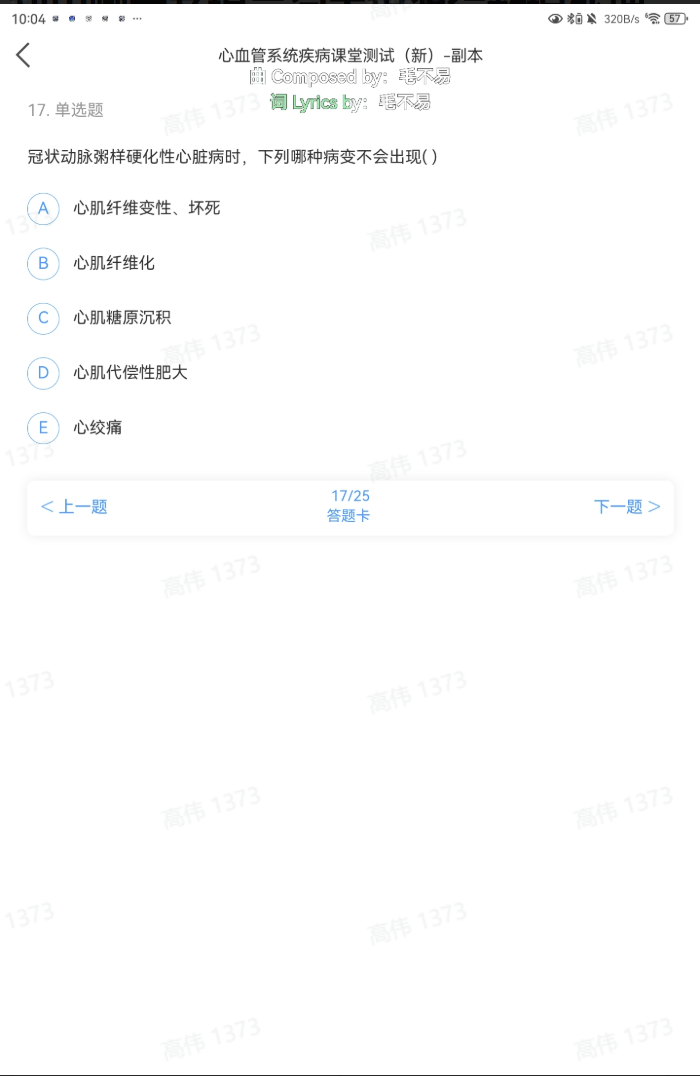 10:04 ... 320B/s 57
心血管系统疾病课堂测试（新）-副本
曲 Composed by：毛不易
词 Lyrics by：毛不易
17. 单选题
冠状动脉粥样硬化性心脏病时，下列哪种病变不会出现( )
A 心肌纤维变性、坏死
B 心肌纤维化
C 心肌糖原沉积
D 心肌代偿性肥大
E 心绞痛
< 上一题
17/25
答题卡
下一题 >
高伟 1373
高伟 1373
1373
高伟 1373
高伟 1373
高伟 1373
1373
高伟 1373
高伟 1373
高伟 1373
1373
高伟 1373
高伟 1373
高伟 1373
1373
高伟 1373
高伟 1373
高伟 1373